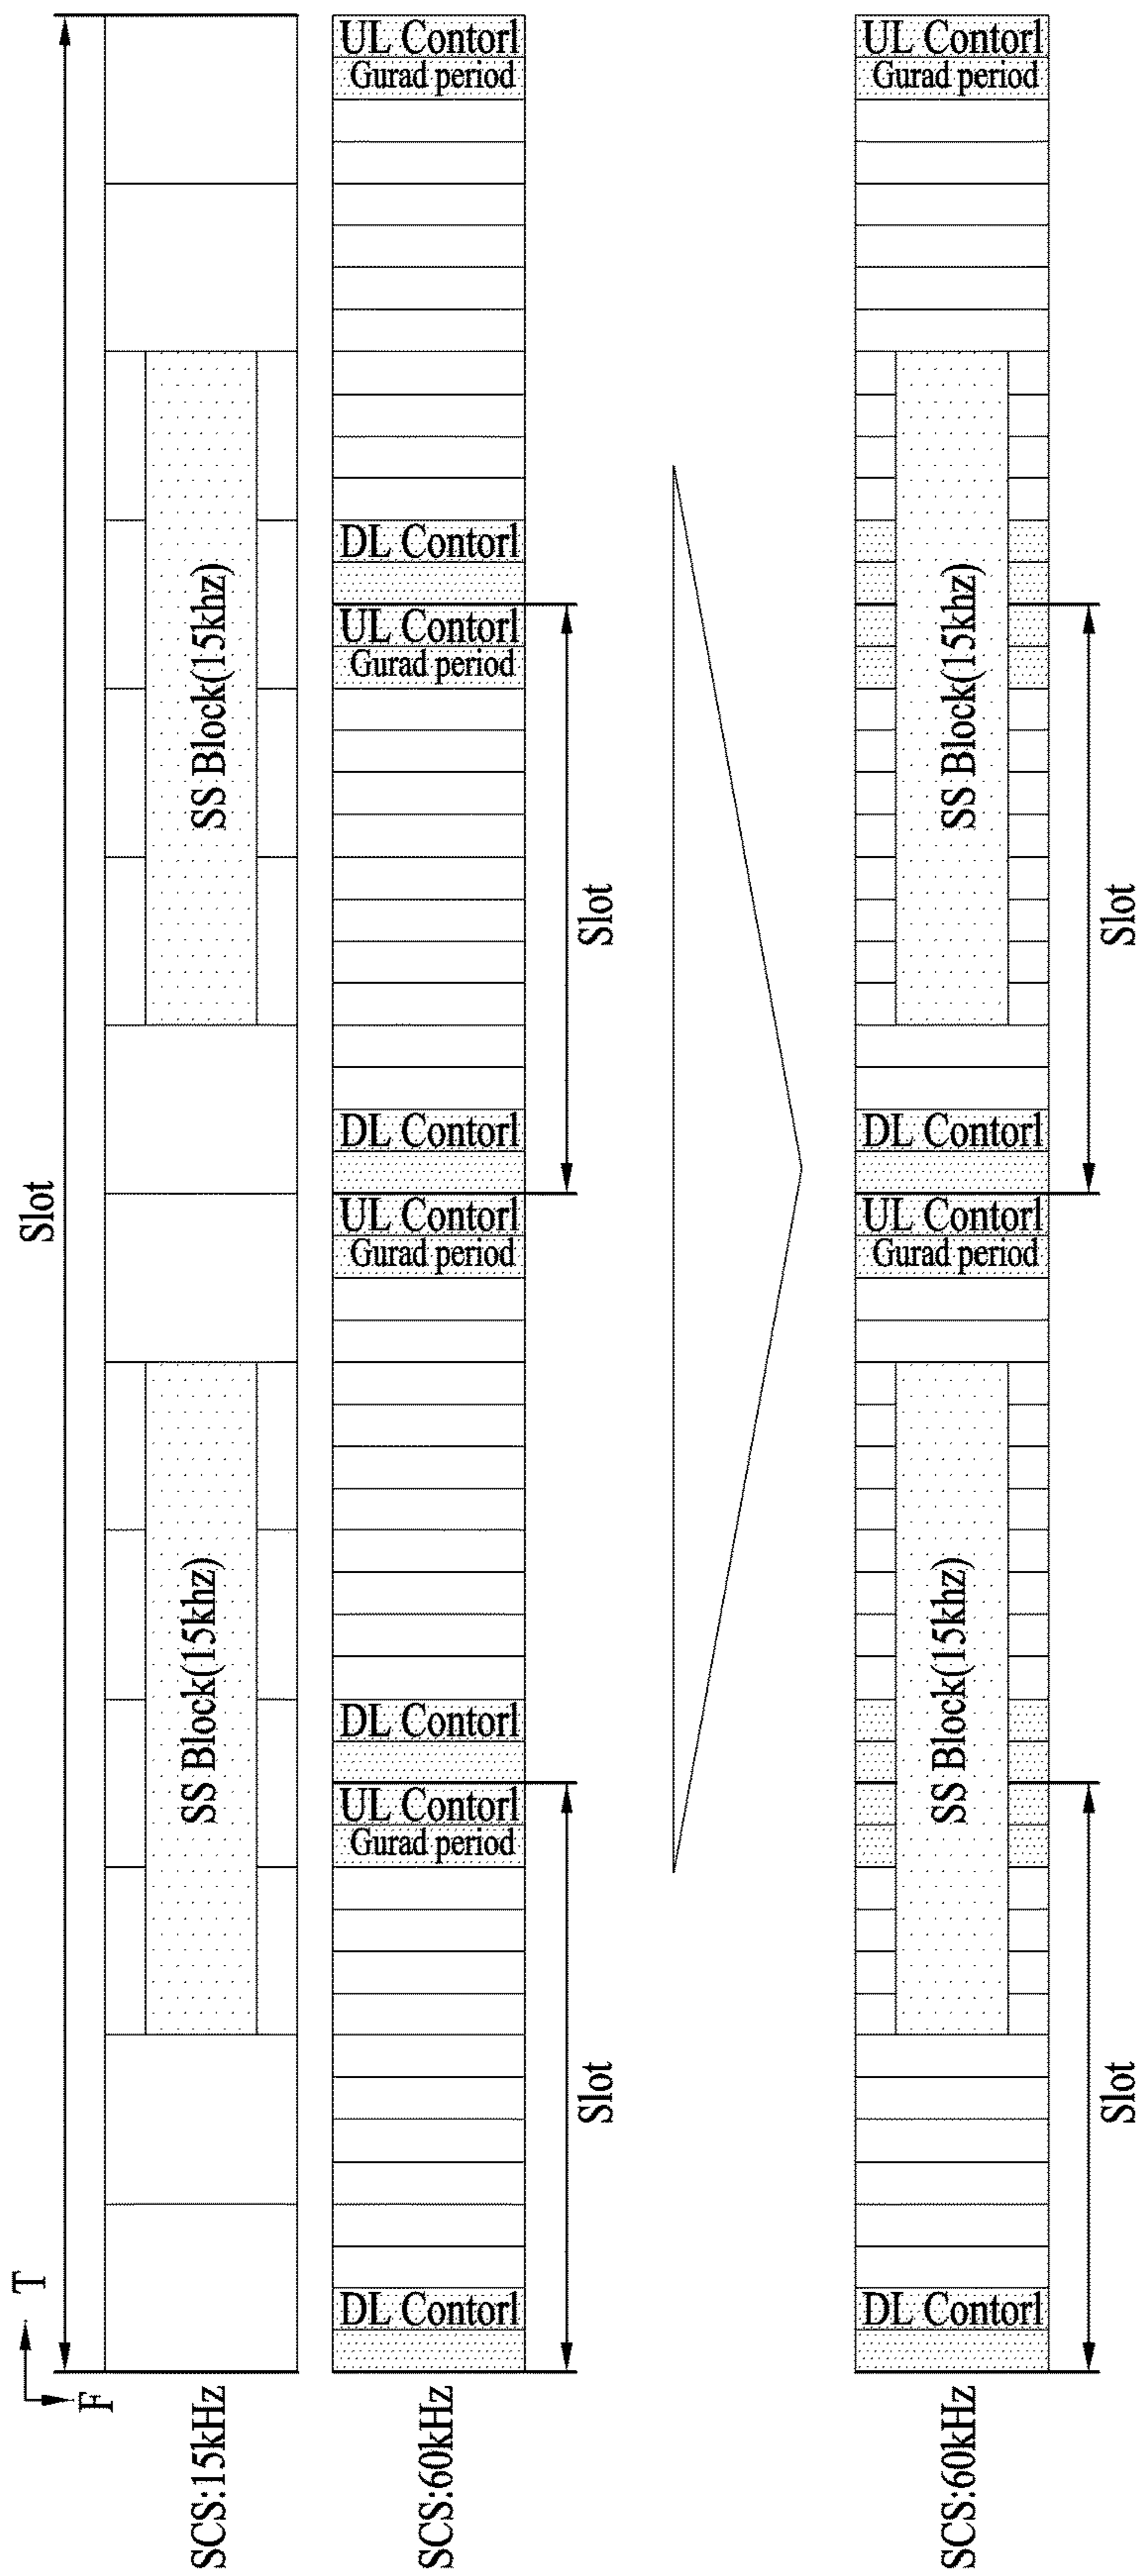 T
F
Slot
SCS:15kHz
SS Block(15khz)
SS Block(15khz)
SCS:60kHz
DL Contorl
Gurad period
UL Contorl
DL Contorl
Gurad period
UL Contorl
DL Contorl
Gurad period
UL Contorl
DL Contorl
Gurad period
UL Contorl
Slot
Slot
SCS:60kHz
DL Contorl
SS Block(15khz)
Gurad period
UL Contorl
DL Contorl
SS Block(15khz)
Gurad period
UL Contorl
Slot
Slot